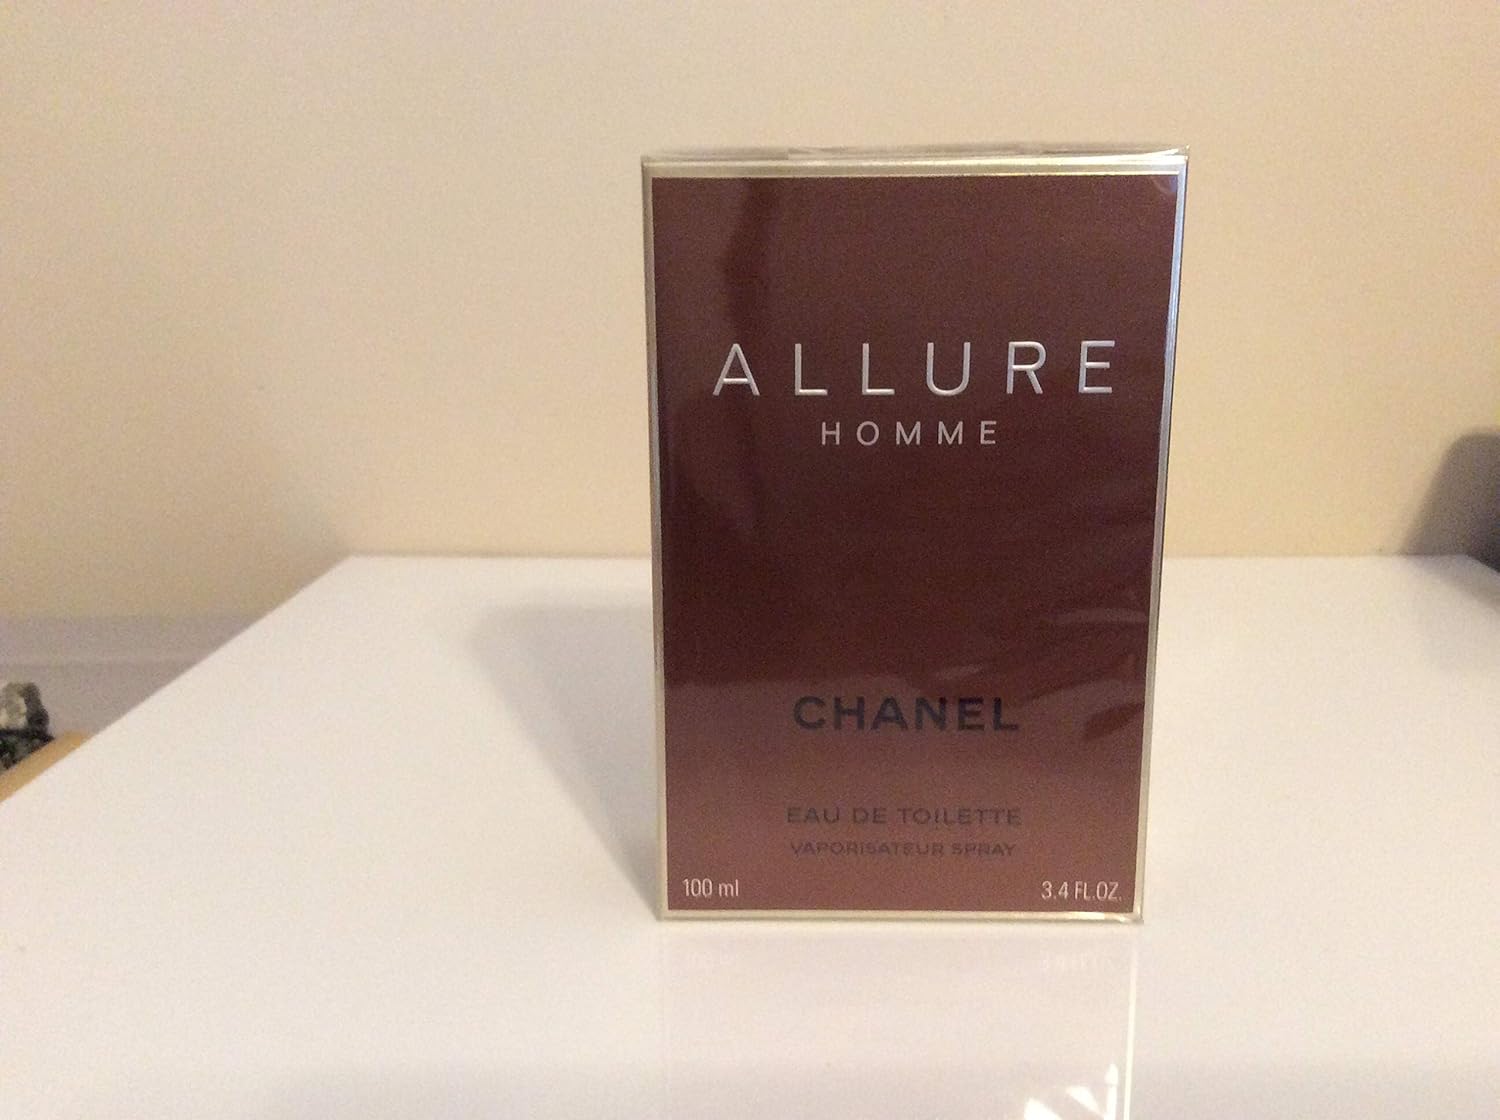 ALLURE
HOMME
CHANEL
EAU DE TOILETTE
VAPORISATEUR SPRAY
100 ml
3.4 FL.OZ.